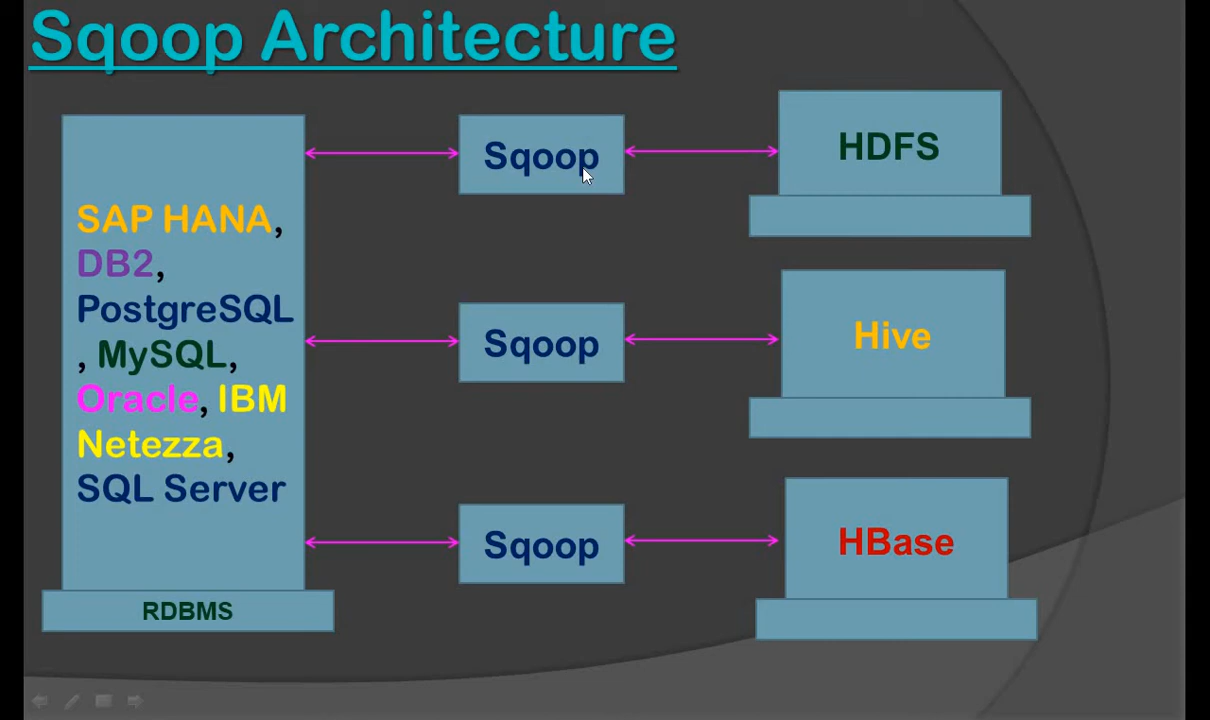 Sqoop Architecture
SAP HANA,
DB2,
PostgreSQL
, MySQL,
Oracle, IBM
Netezza,
SQL Server
RDBMS
Sqoop
HDFS
Sqoop
Hive
Sqoop
HBase